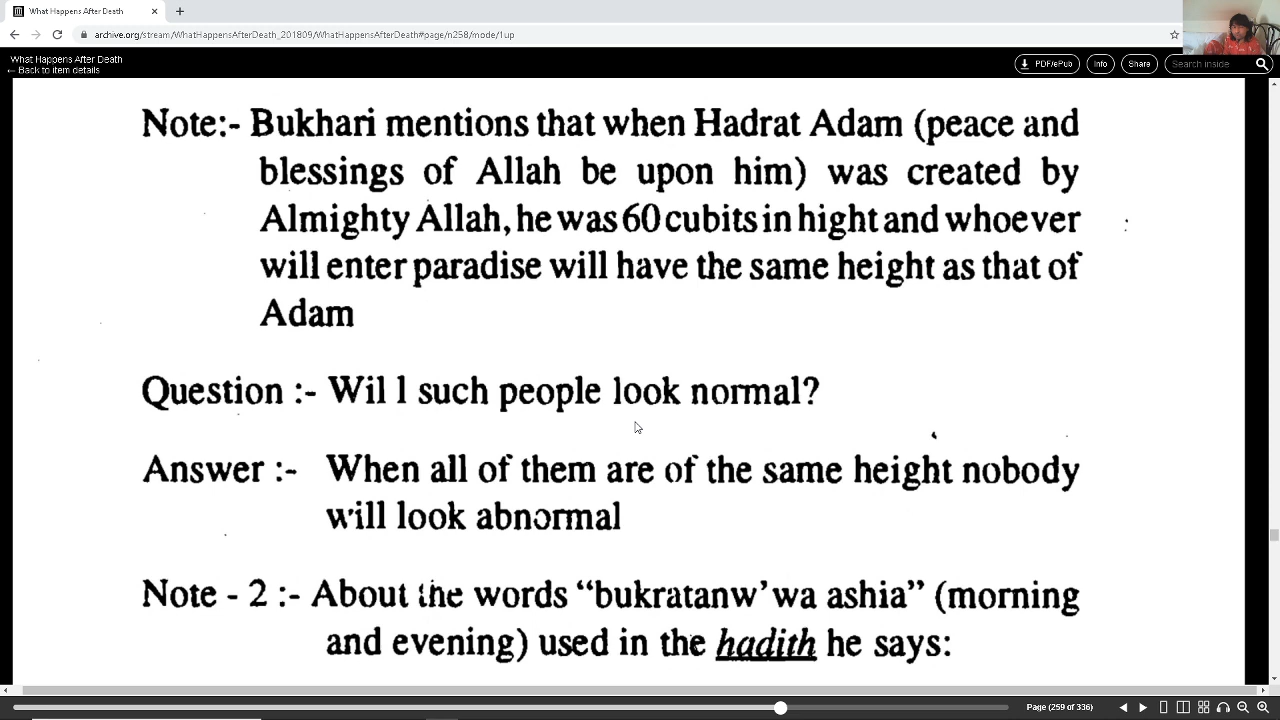 What Happens After Death
archive.org/stream/WhatHappensAfterDeath_201809/WhatHappensAfterDeath#page/n258/mode/1up
What Happens After Death
← Back to item details
PDF/ePub
Info
Share
Search inside
Note:- Bukhari mentions that when Hadrat Adam (peace and
blessings of Allah be upon him) was created by
Almighty Allah, he was 60 cubits in hight and whoever
will enter paradise will have the same height as that of
Adam
Question :- Wil l such people look normal?
Answer :- When all of them are of the same height nobody
will look abnormal
Note - 2 :- About the words “bukratanw’wa ashia” (morning
and evening) used in the hadith he says:
Page (259 of 336)